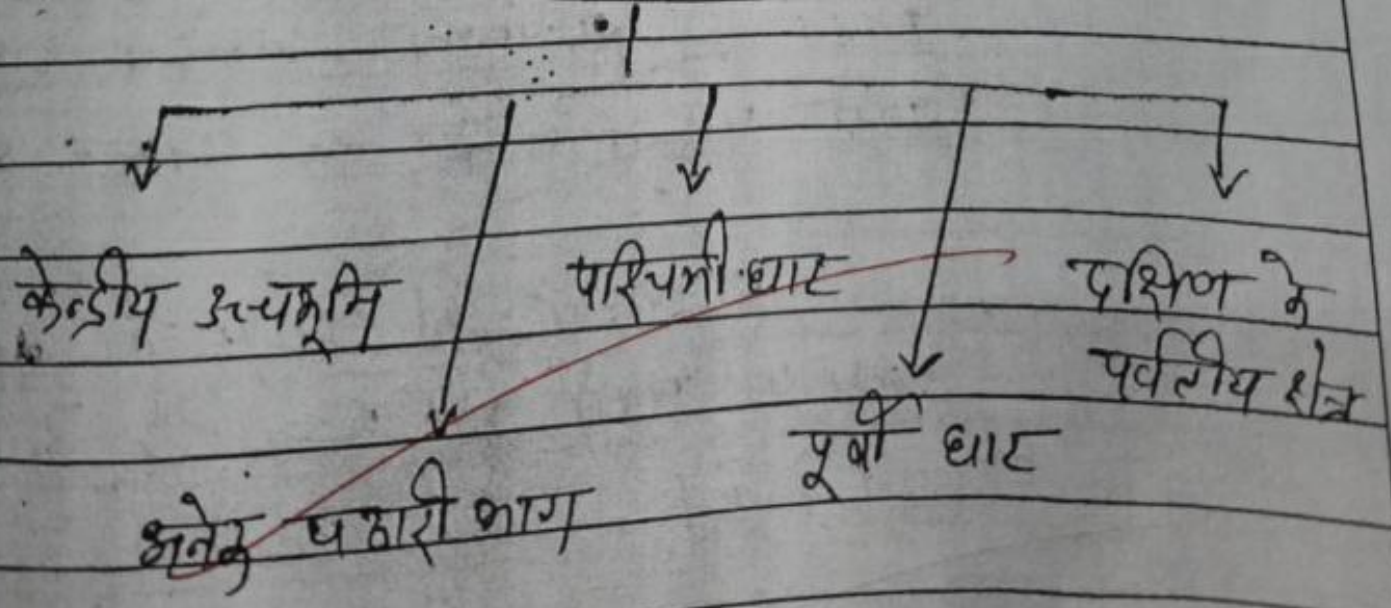 केन्द्रीय उच्चभूमि
पश्चिमी घाट
दक्षिण के
पर्वतीय क्षेत्र
पूर्वी घाट
अनेक पठारी भाग